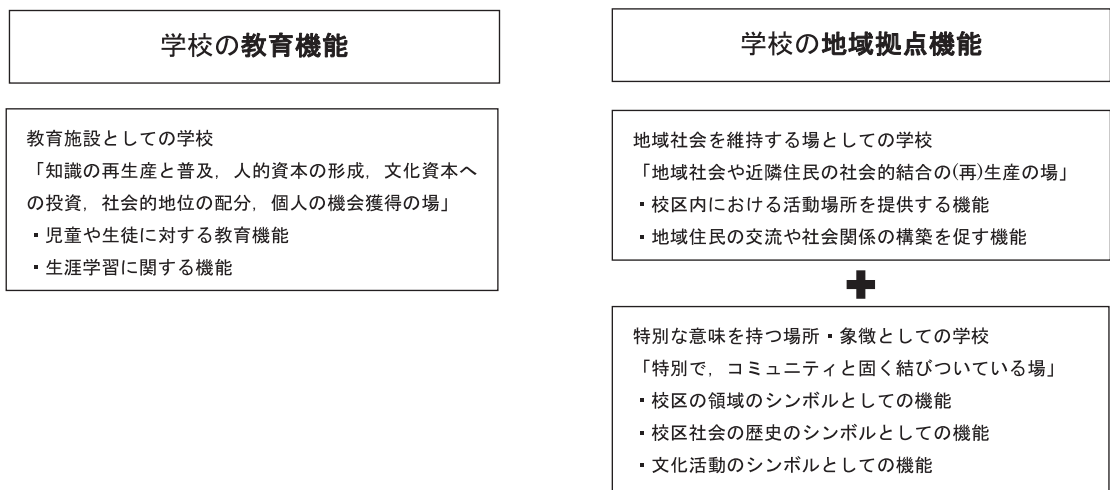 学校の教育機能
教育施設としての学校
「知識の再生産と普及，人的資本の形成，文化資本へ
の投資，社会的地位の配分，個人の機会獲得の場」
・児童や生徒に対する教育機能
・生涯学習に関する機能
学校の地域拠点機能
地域社会を維持する場としての学校
「地域社会や近隣住民の社会的結合の(再)生産の場」
・校区内における活動場所を提供する機能
・地域住民の交流や社会関係の構築を促す機能
特別な意味を持つ場所・象徴としての学校
「特別で，コミュニティと固く結びついている場」
・校区の領域のシンボルとしての機能
・校区社会の歴史のシンボルとしての機能
・文化活動のシンボルとしての機能